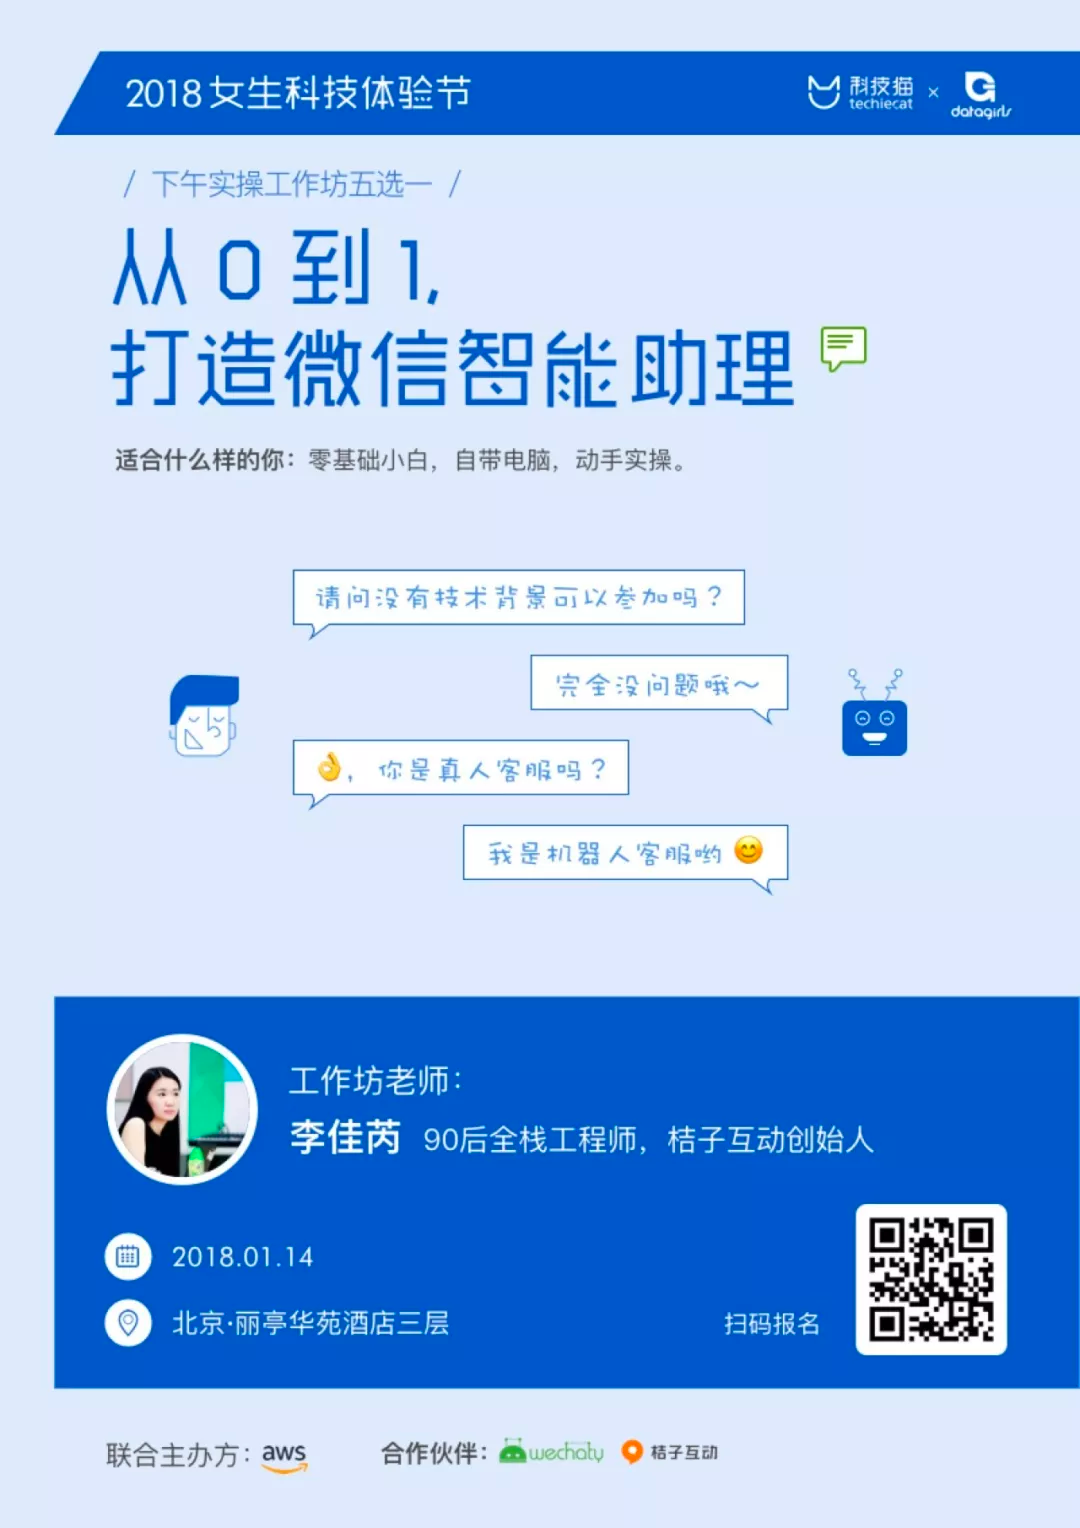 2018女生科技体验节
科技猫
techiecat
×
datagirls
/ 下午实操工作坊五选一 /
从0到1,
打造微信智能助理
适合什么样的你：零基础小白，自带电脑，动手实操。
请问没有技术背景可以参加吗？
完全没问题哦～
👌，你是真人客服吗？
我是机器人客服哟 😊
工作坊老师：
李佳芮 90后全栈工程师，桔子互动创始人
2018.01.14
北京·丽亭华苑酒店三层
扫码报名
联合主办方：aws 合作伙伴：wechaty 桔子互动